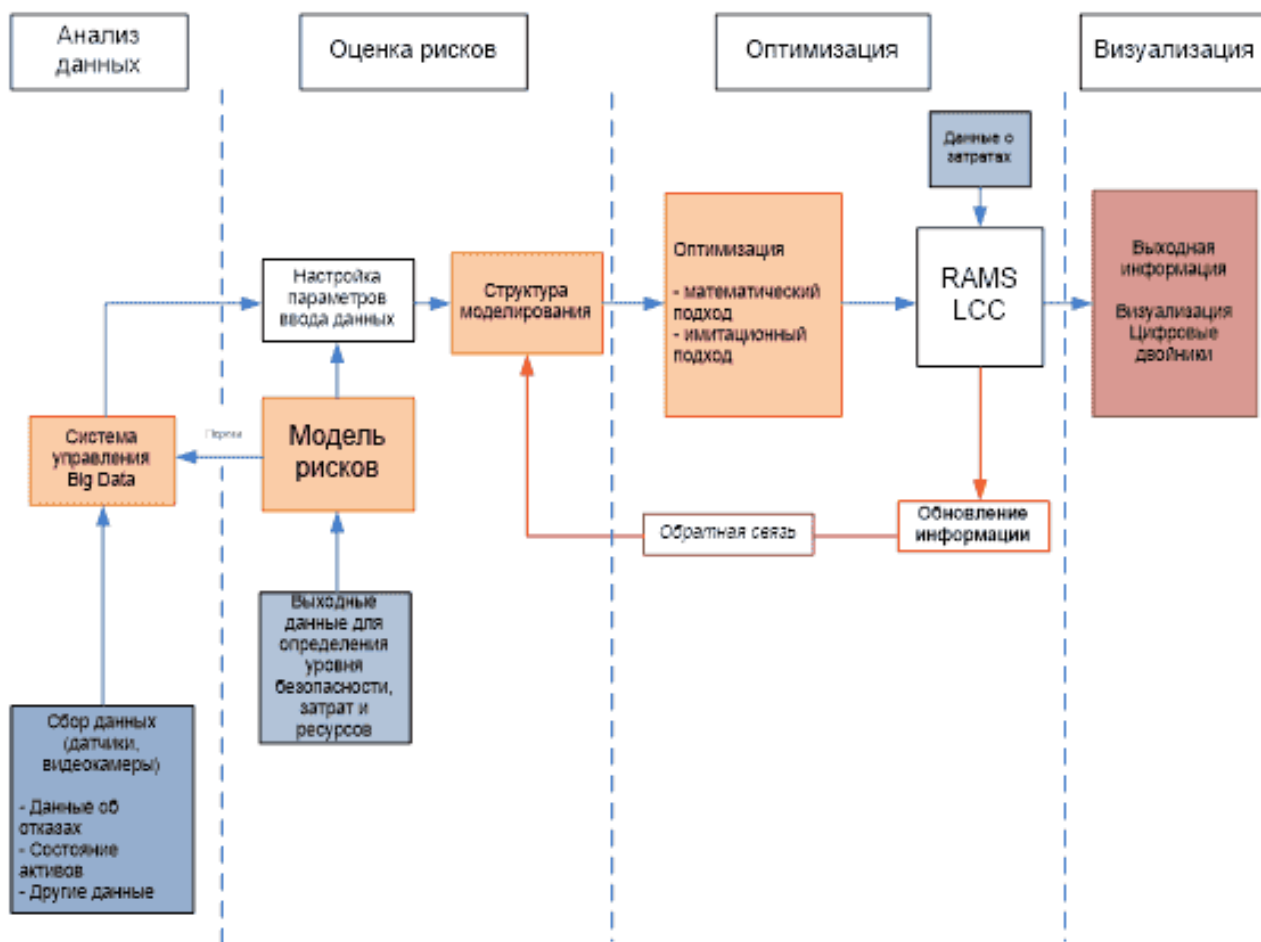 Анализ
данных
Оценка рисков
Оптимизация
Визуализация
Данные о
затратах
Настройка
параметров
ввода данных
Структура
моделирования
Оптимизация
- математический
подход
- имитационный
подход
RAMS
LCC
Выходная
информация
Визуализация
Цифровые
двойники
Система
управления
Big Data
Модель
рисков
Обратная связь
Обновление
информации
Выходные
данные для
определения
уровня
безопасности,
затрат и
ресурсов
Сбор данных
(датчики,
видеокамеры)
- Данные об
отказах
- Состояние
активов
- Другие данные